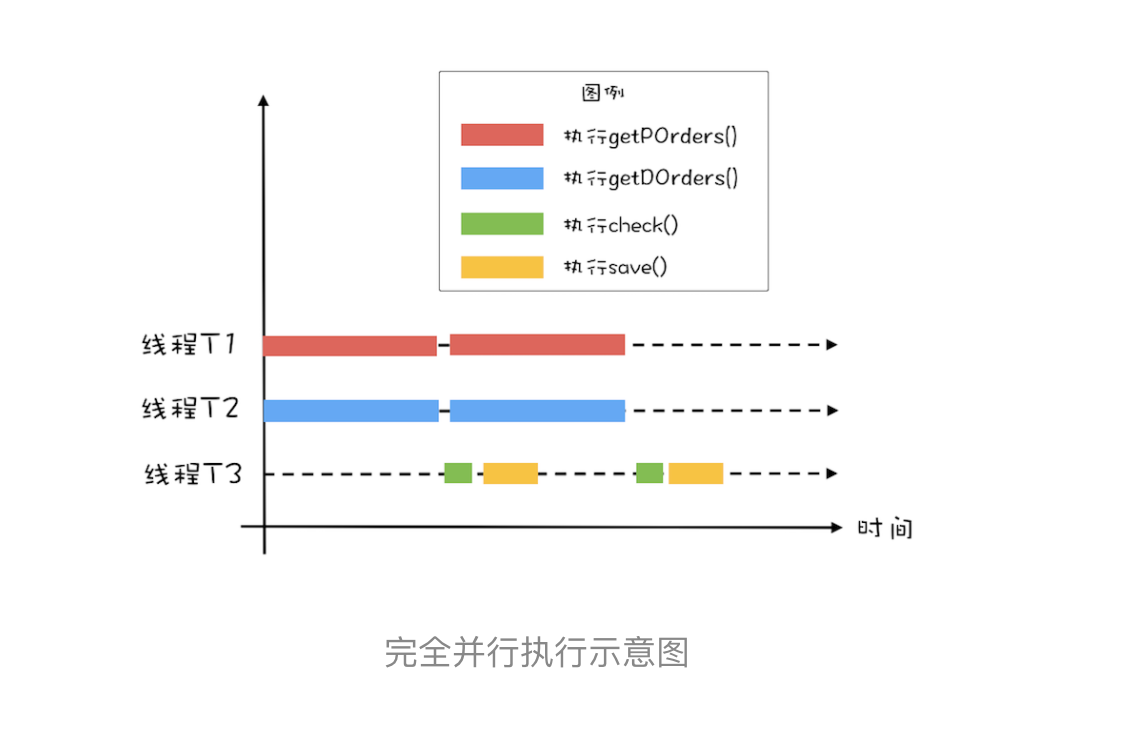 图例
执行getPOrders()
执行getDOrders()
执行check()
执行save()
线程T1
线程T2
线程T3
时间
完全并行执行示意图